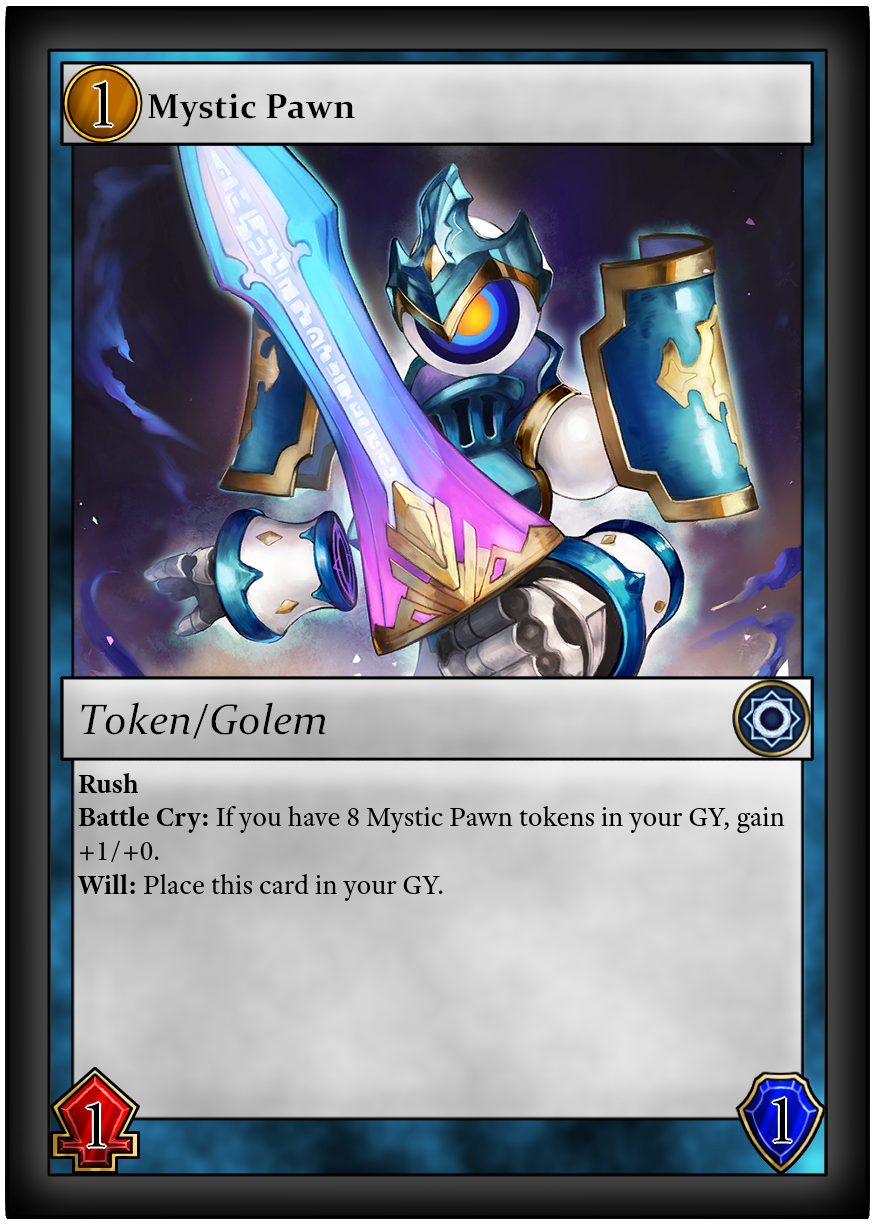 1 Mystic Pawn
Token/Golem
Rush
Battle Cry: If you have 8 Mystic Pawn tokens in your GY, gain
+1/+0.
Will: Place this card in your GY.
1
1